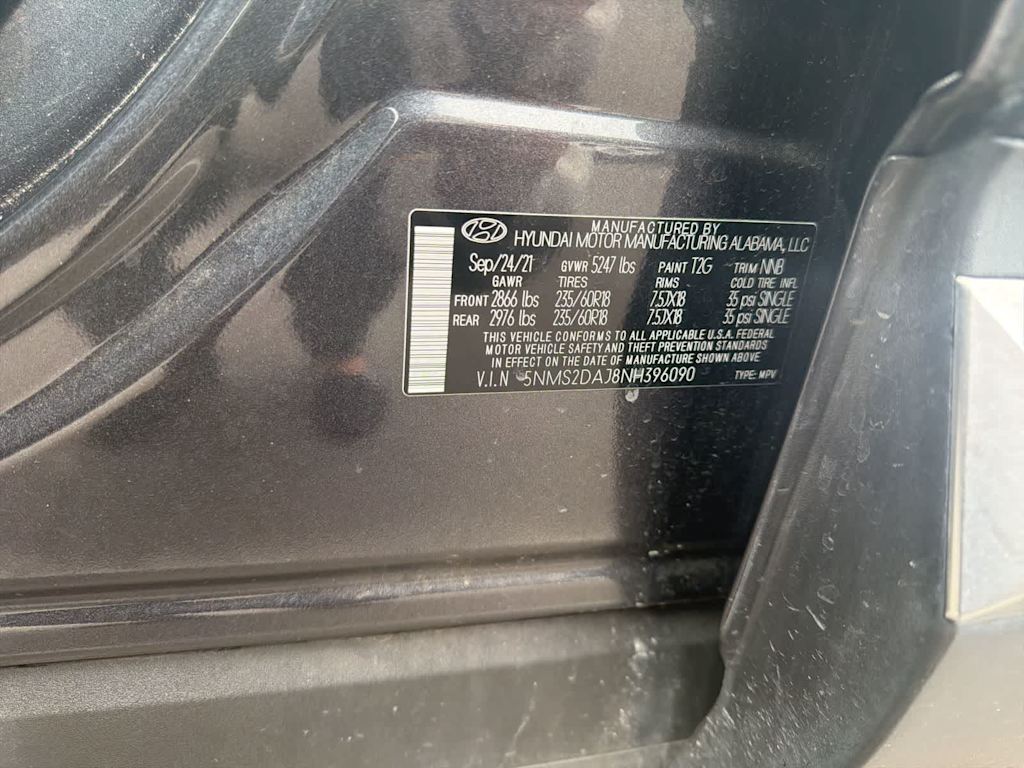 MANUFACTURED BY
HYUNDAI MOTOR MANUFACTURING ALABAMA, LLC
Sep/24/21 GVWR 5247 lbs PAINT T2G TRIM NNB
GAWR TIRES RIMS COLD TIRE INFL
FRONT 2866 lbs 235/60R18 7.5JX18 35 psi SINGLE
REAR 2976 lbs 235/60R18 7.5JX18 35 psi SINGLE
THIS VEHICLE CONFORMS TO ALL APPLICABLE U.S.A. FEDERAL
MOTOR VEHICLE SAFETY AND THEFT PREVENTION STANDARDS
IN EFFECT ON THE DATE OF MANUFACTURE SHOWN ABOVE
V.I.N 5NMS2DAJ8NH396090 TYPE: MPV